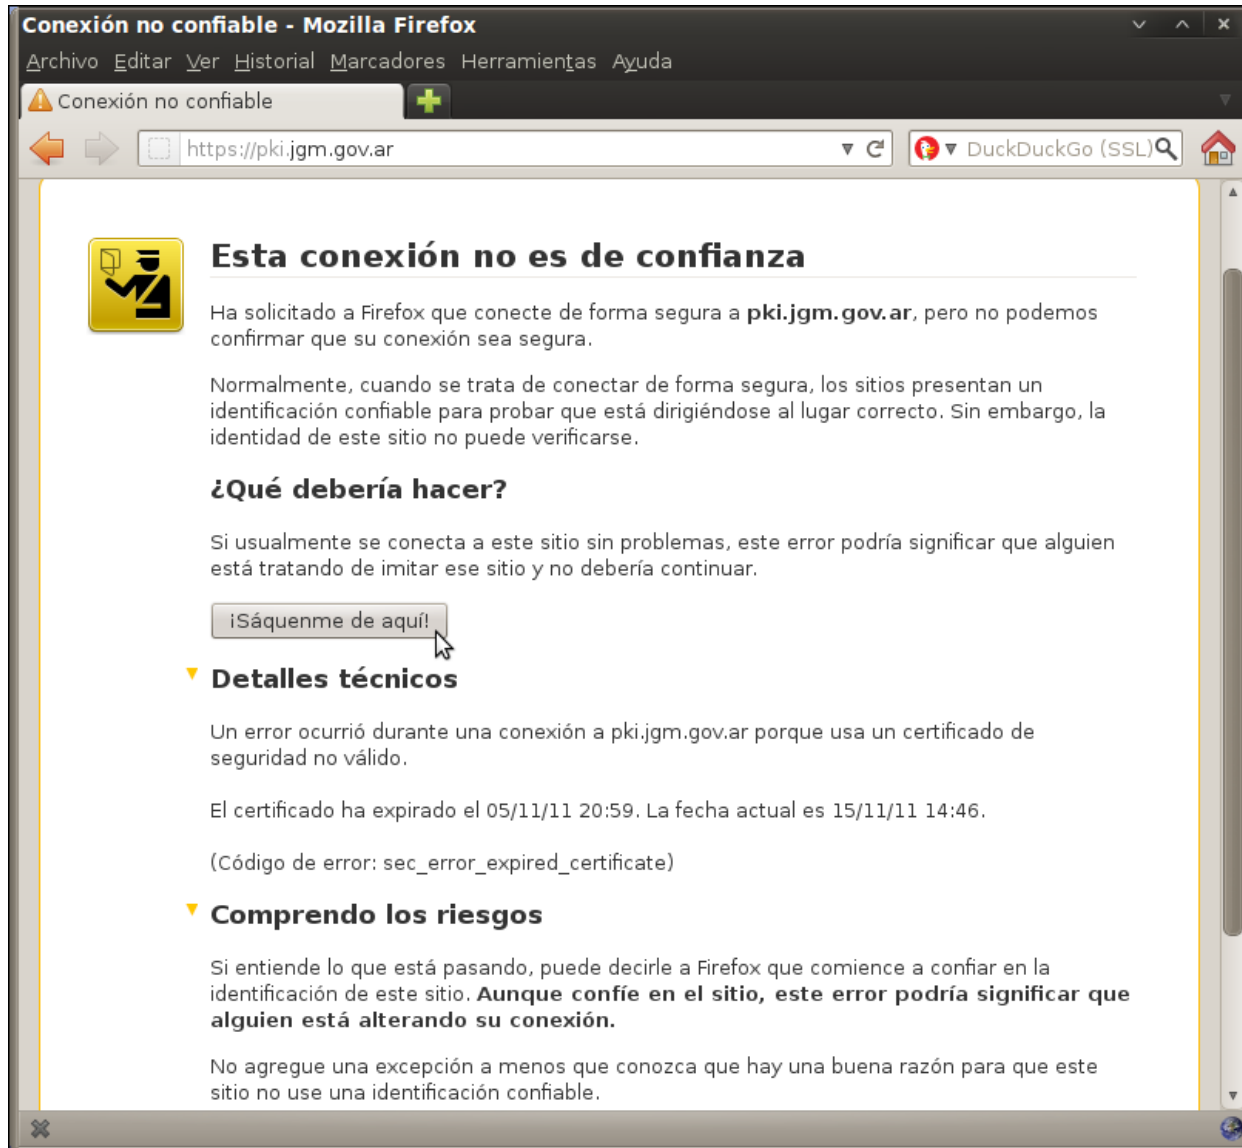 Conexión no confiable - Mozilla Firefox
Archivo Editar Ver Historial Marcadores Herramientas Ayuda
Conexión no confiable
https://pki.jgm.gov.ar
DuckDuckGo (SSL)
Esta conexión no es de confianza
Ha solicitado a Firefox que conecte de forma segura a pki.jgm.gov.ar, pero no podemos
confirmar que su conexión sea segura.
Normalmente, cuando se trata de conectar de forma segura, los sitios presentan un
identificación confiable para probar que está dirigiéndose al lugar correcto. Sin embargo, la
identidad de este sitio no puede verificarse.
¿Qué debería hacer?
Si usualmente se conecta a este sitio sin problemas, este error podría significar que alguien
está tratando de imitar ese sitio y no debería continuar.
¡Sáquenme de aquí!
Detalles técnicos
Un error ocurrió durante una conexión a pki.jgm.gov.ar porque usa un certificado de
seguridad no válido.
El certificado ha expirado el 05/11/11 20:59. La fecha actual es 15/11/11 14:46.
(Código de error: sec_error_expired_certificate)
Comprendo los riesgos
Si entiende lo que está pasando, puede decirle a Firefox que comience a confiar en la
identificación de este sitio. Aunque confíe en el sitio, este error podría significar que
alguien está alterando su conexión.
No agregue una excepción a menos que conozca que hay una buena razón para que este
sitio no use una identificación confiable.